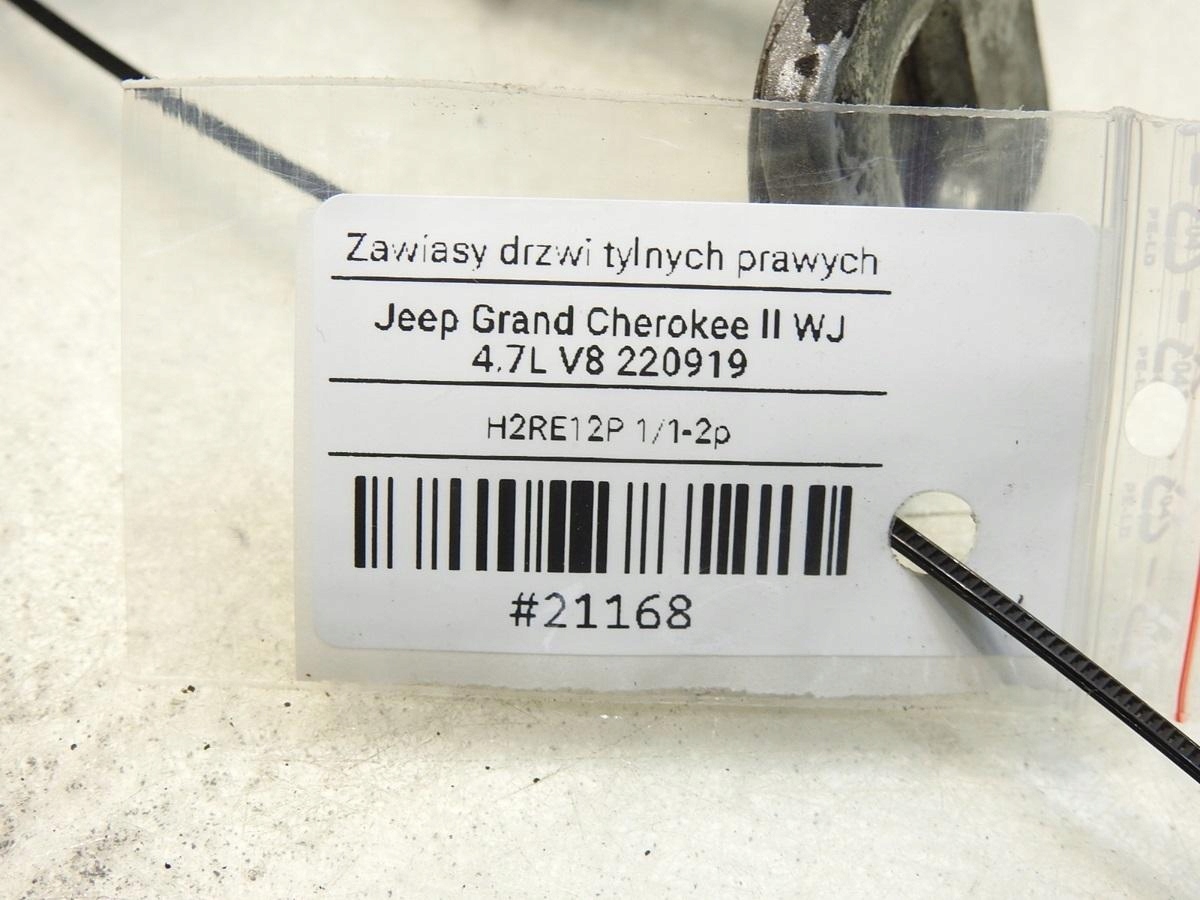 Zawiasy drzwi tylnych prawych
Jeep Grand Cherokee II WJ
4.7L V8 220919
H2RE12P 1/1-2p
#21168